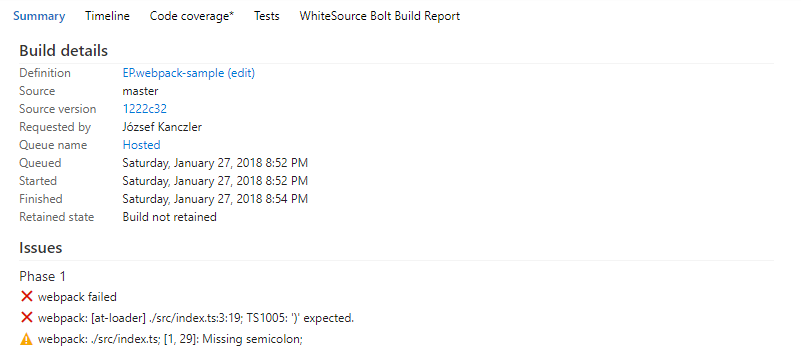 Summary Timeline Code coverage* Tests WhiteSource Bolt Build Report
Build details
Definition EP.webpack-sample (edit)
Source master
Source version 1222c32
Requested by József Kanczler
Queue name Hosted
Queued Saturday, January 27, 2018 8:52 PM
Started Saturday, January 27, 2018 8:52 PM
Finished Saturday, January 27, 2018 8:54 PM
Retained state Build not retained
Issues
Phase 1
webpack failed
webpack: [at-loader] ./src/index.ts:3:19; TS1005: ')' expected.
webpack: ./src/index.ts; [1, 29]: Missing semicolon;